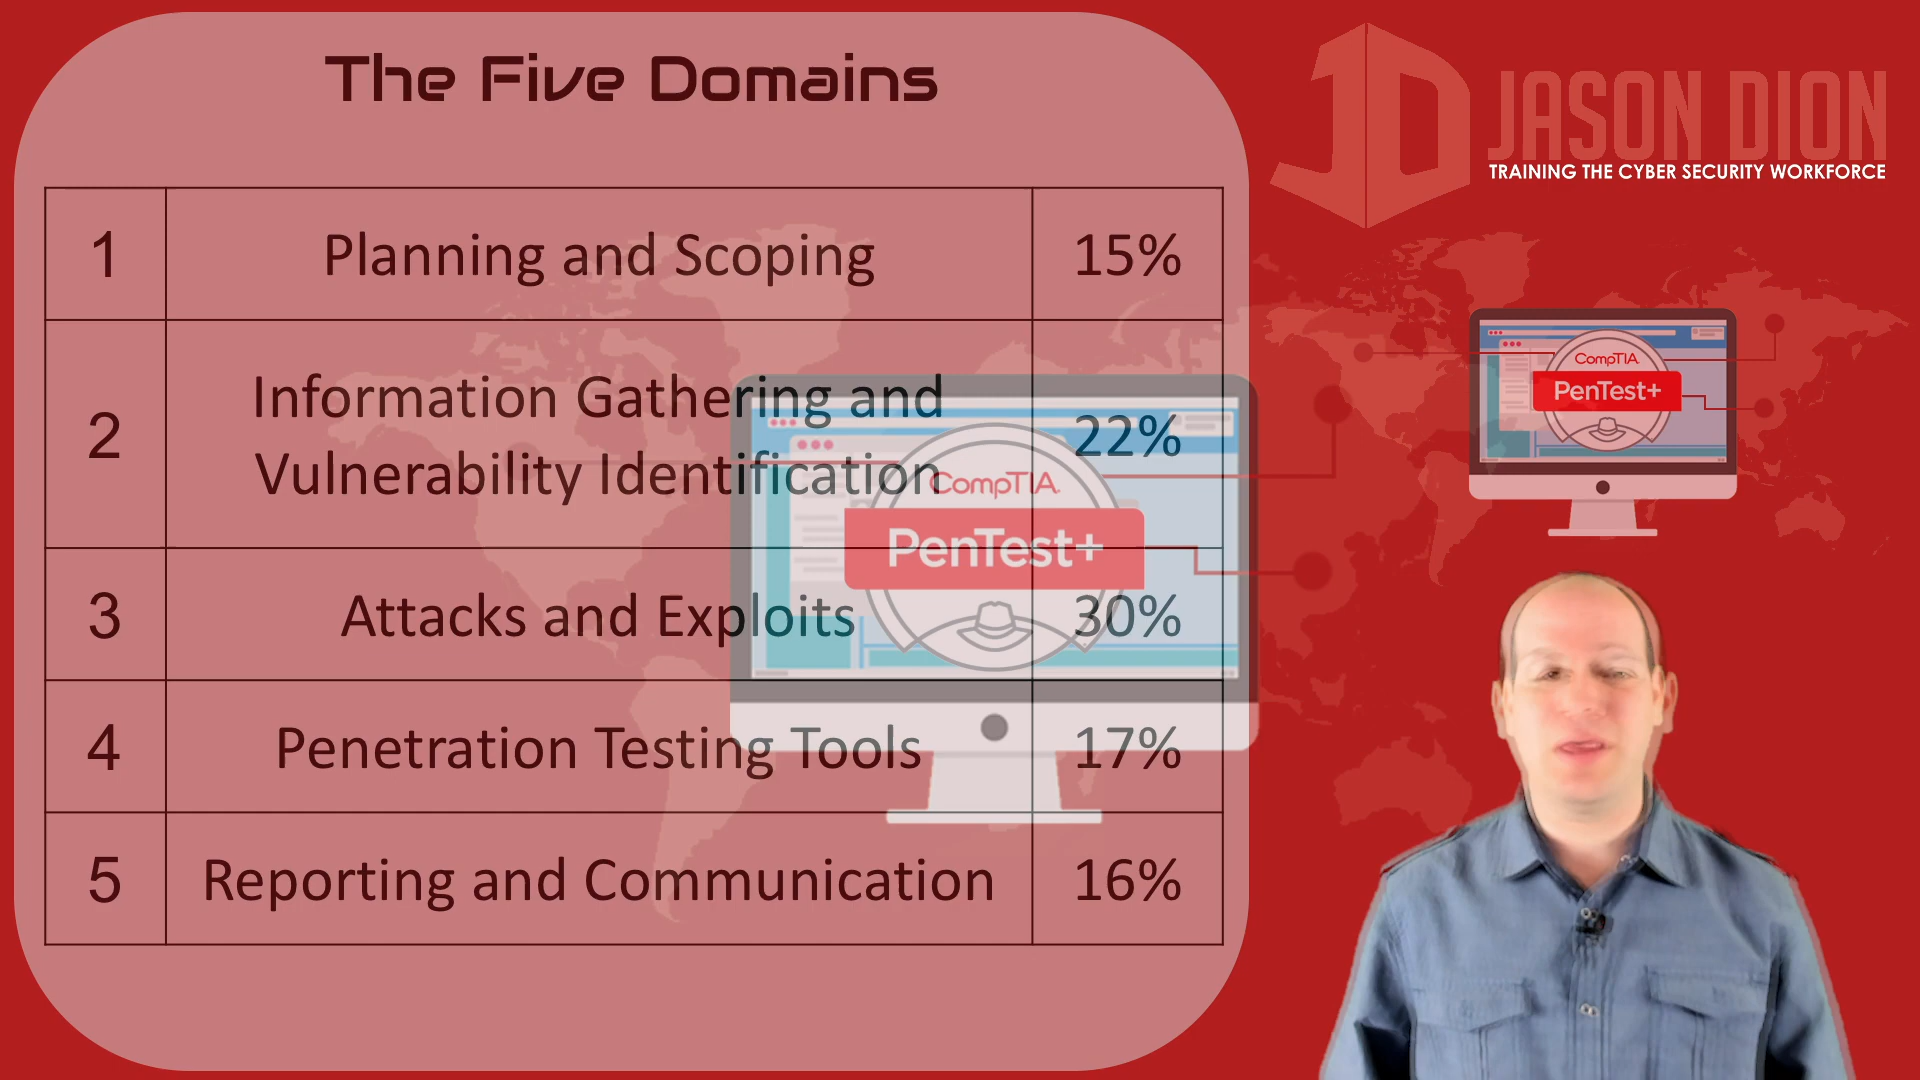 The Five Domains
1 Planning and Scoping 15%
2 Information Gathering and Vulnerability Identification 22%
3 Attacks and Exploits 30%
4 Penetration Testing Tools 17%
5 Reporting and Communication 16%
JASON DION
TRAINING THE CYBER SECURITY WORKFORCE
CompTIA.
PenTest+
CompTIA.
PenTest+